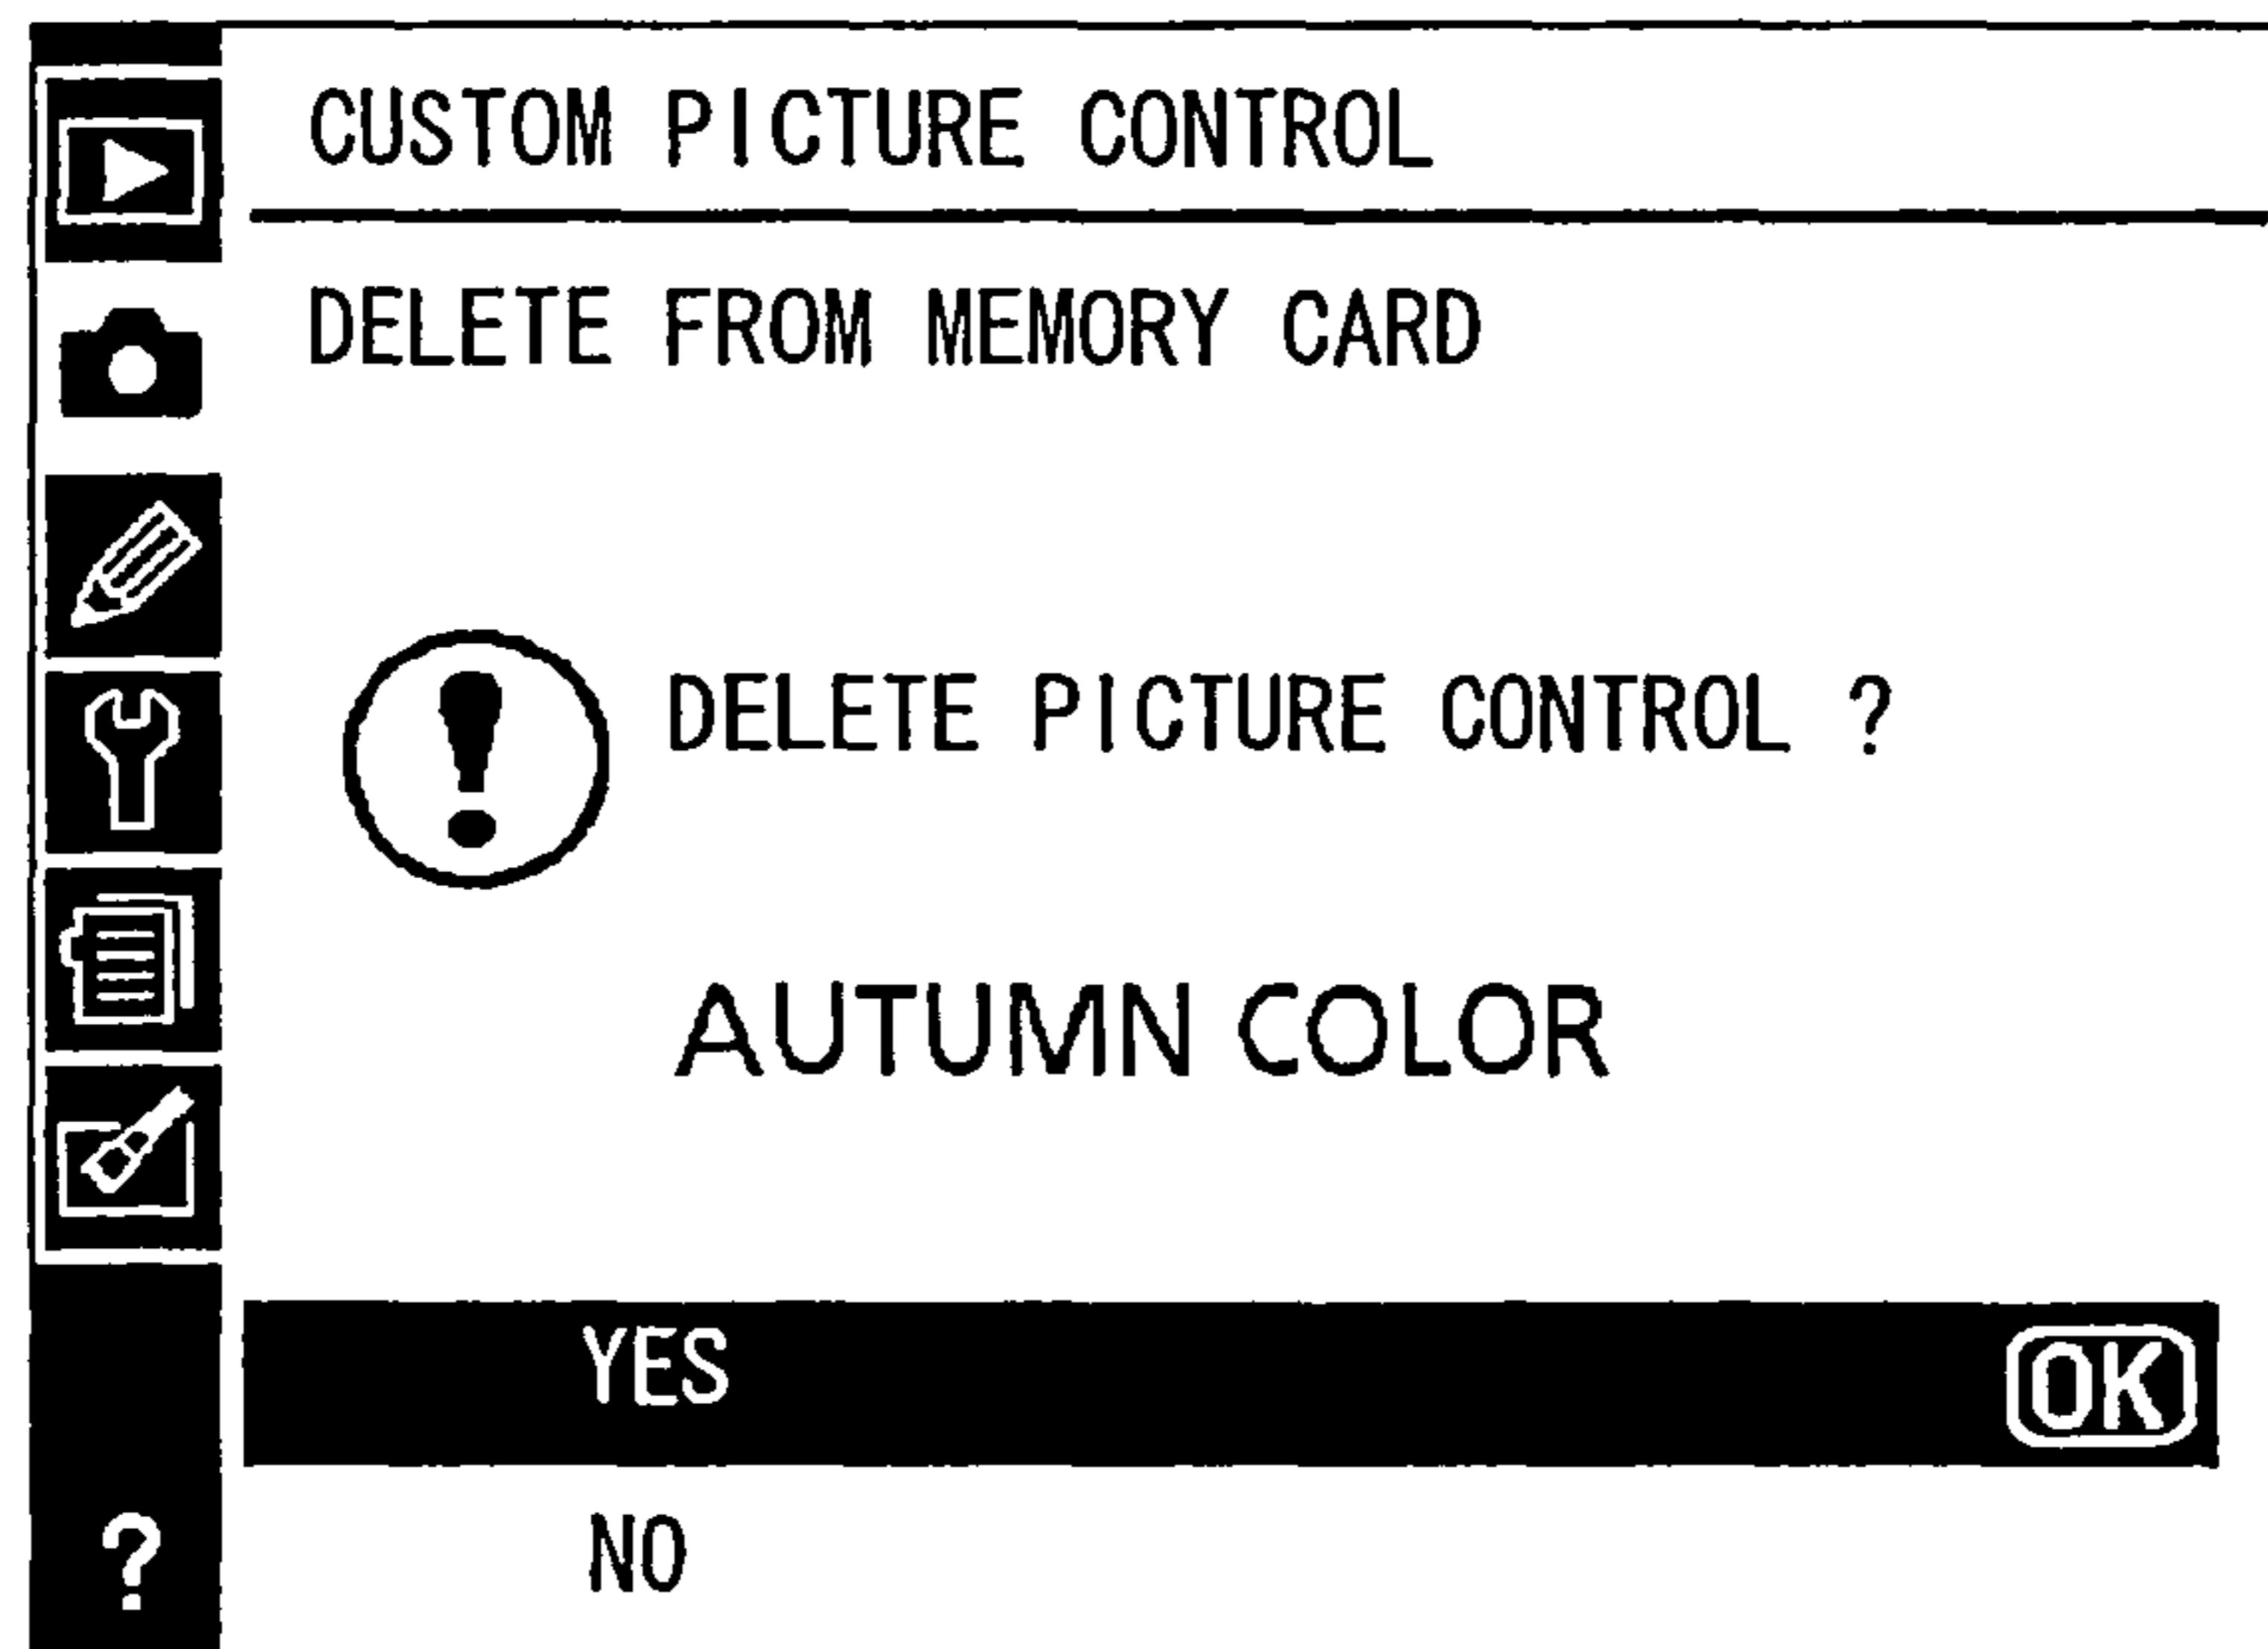 CUSTOM PICTURE CONTROL
DELETE FROM MEMORY CARD
DELETE PICTURE CONTROL ?
AUTUMN COLOR
YES OK
NO
?